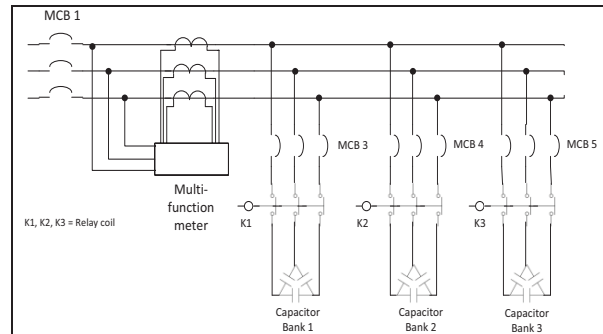 MCB 1
MCB 3
MCB 4
MCB 5
Multi-
function
meter
K1, K2, K3 = Relay coil
K1
K2
K3
Capacitor
Bank 1
Capacitor
Bank 2
Capacitor
Bank 3